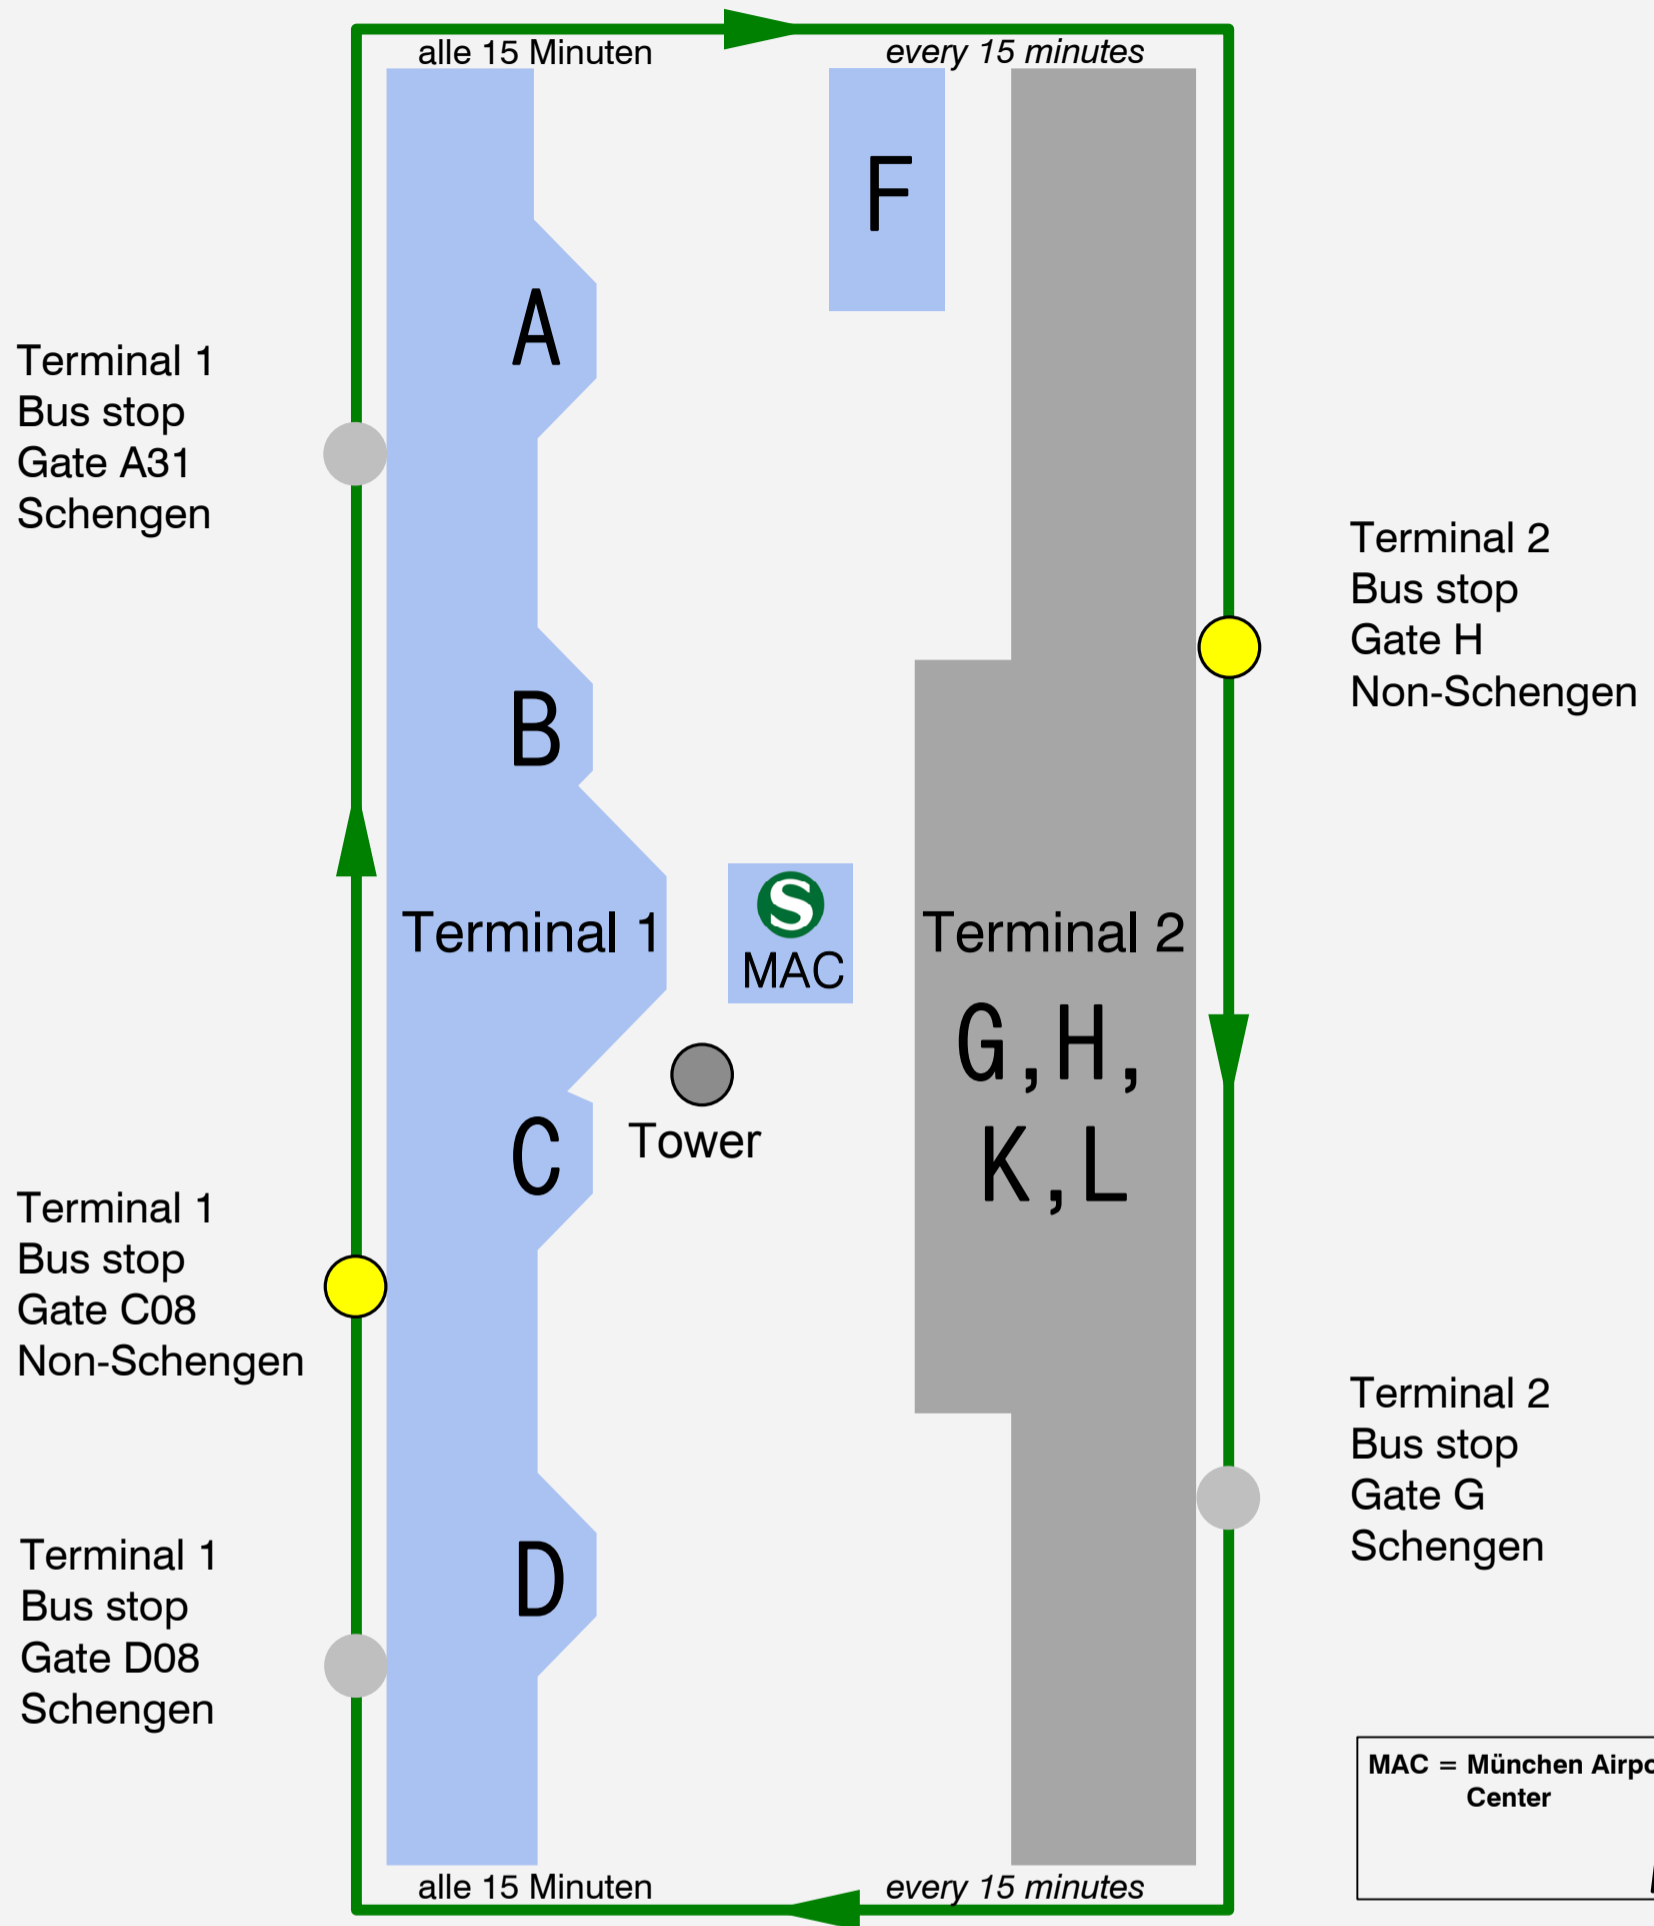 alle 15 Minuten
every 15 minutes
F
A
Terminal 1
Bus stop
Gate A31
Schengen
Terminal 2
Bus stop
Gate H
Non-Schengen
B
S
MAC
Terminal 1
Terminal 2
G,H,
K,L
Tower
C
Terminal 1
Bus stop
Gate C08
Non-Schengen
Terminal 2
Bus stop
Gate G
Schengen
D
Terminal 1
Bus stop
Gate D08
Schengen
MAC = München
Center
alle 15 Minuten
every 15 minutes